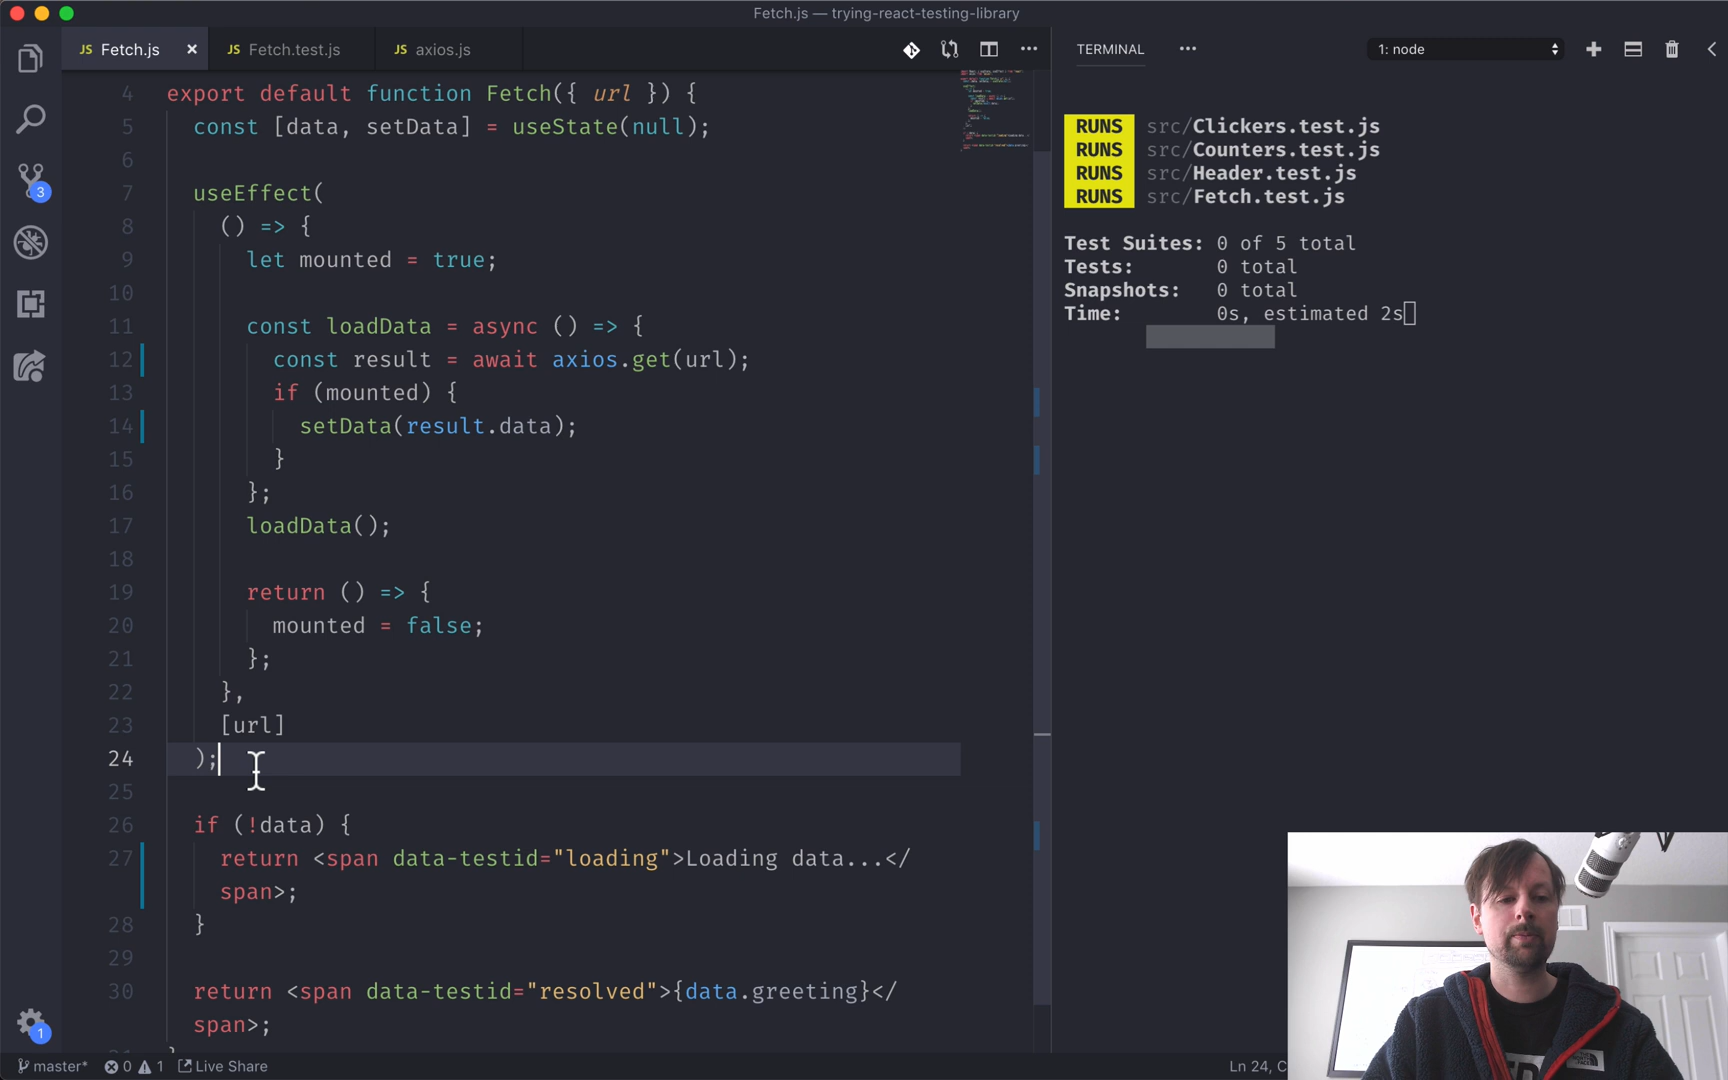 Fetch.js — trying-react-testing-library
JS Fetch.js ×
JS Fetch.test.js
JS axios.js
TERMINAL
1: node
4 export default function Fetch({ url }) {
5 const [data, setData] = useState(null);
6
7 useEffect(
8 () => {
9 let mounted = true;
10
11 const loadData = async () => {
12 const result = await axios.get(url);
13 if (mounted) {
14 setData(result.data);
15 }
16 };
17 loadData();
18
19 return () => {
20 mounted = false;
21 };
22 },
23 [url]
24 );
25
26 if (!data) {
27 return <span data-testid="loading">Loading data...</
span>;
28 }
29
30 return <span data-testid="resolved">{data.greeting}</
span>;
RUNS src/Clickers.test.js
RUNS src/Counters.test.js
RUNS src/Header.test.js
RUNS src/Fetch.test.js
Test Suites: 0 of 5 total
Tests: 0 total
Snapshots: 0 total
Time: 0s, estimated 2s
3
1
master* 0 1 Live Share
Ln 24, C